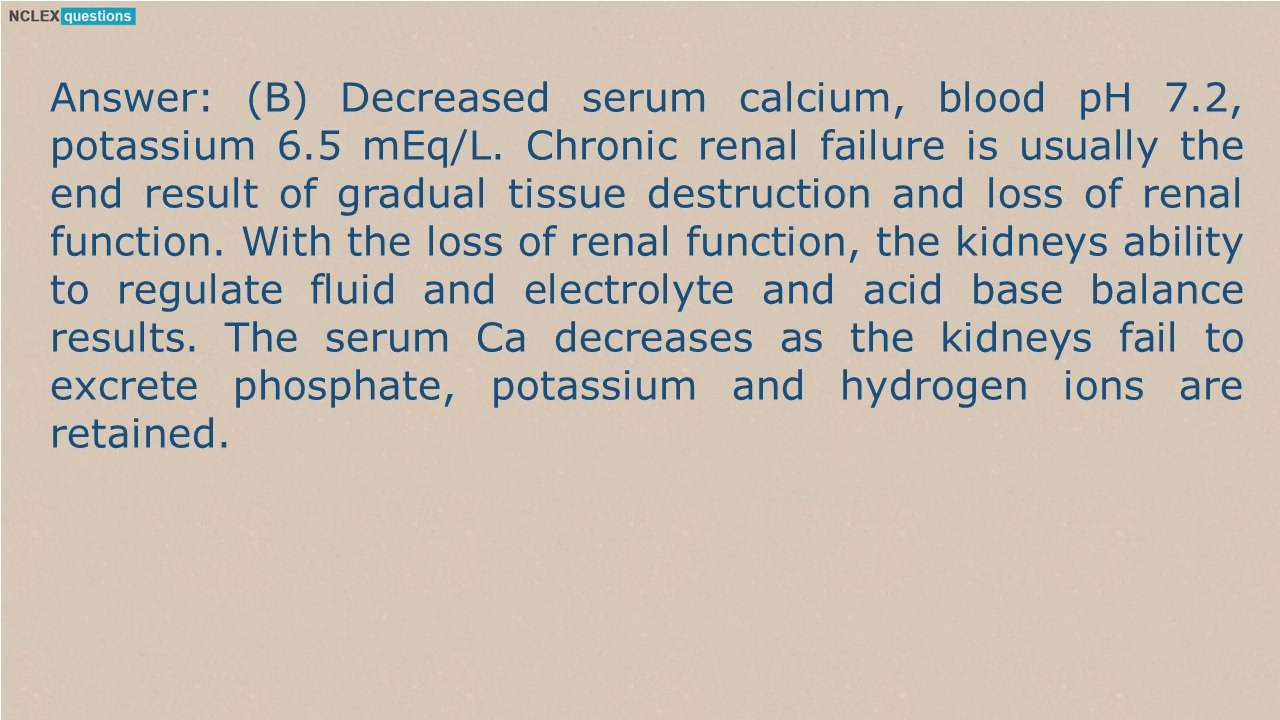 NCLEX questions
Answer: (B) Decreased serum calcium, blood pH 7.2,
potassium 6.5 mEq/L. Chronic renal failure is usually the
end result of gradual tissue destruction and loss of renal
function. With the loss of renal function, the kidneys ability
to regulate fluid and electrolyte and acid base balance
results. The serum Ca decreases as the kidneys fail to
excrete phosphate, potassium and hydrogen ions are
retained.